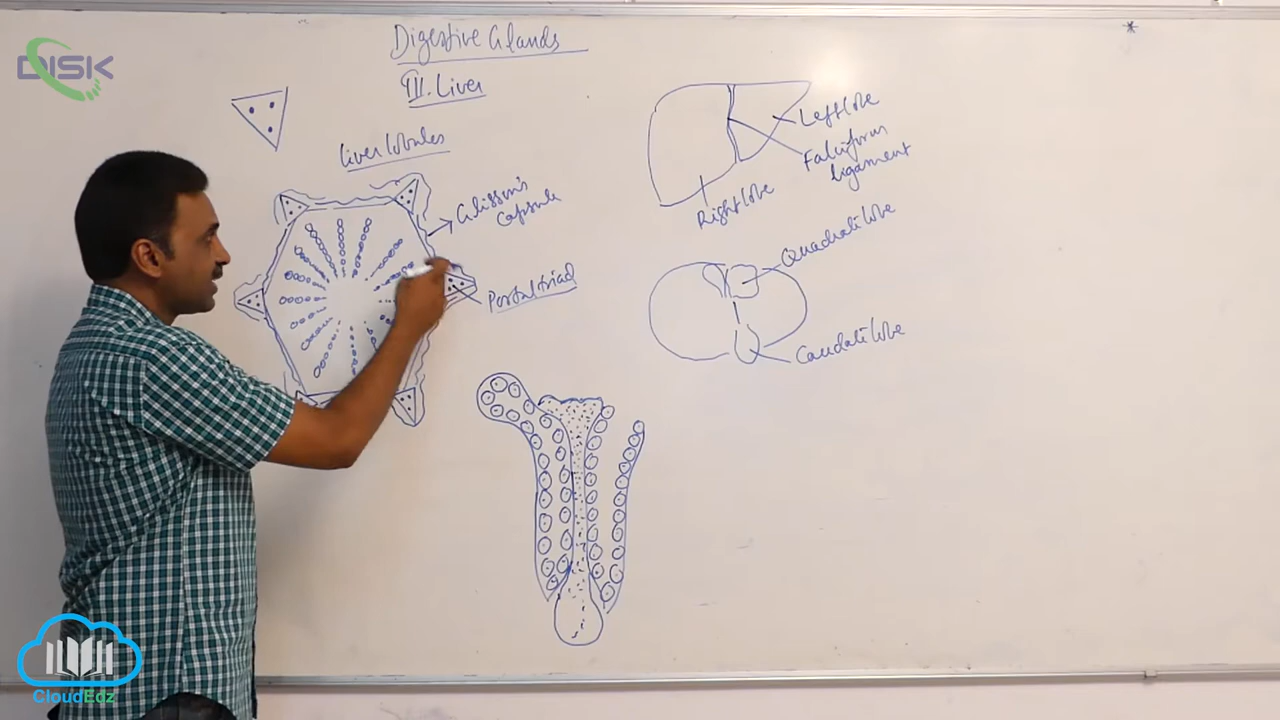 DISK
Digestive Glands
III. Liver
Liver lobules
Glisson's
Capsule
Portal triad
Left lobe
Falciform
ligament
Right lobe
Quadrate lobe
Caudate lobe
CloudEdz